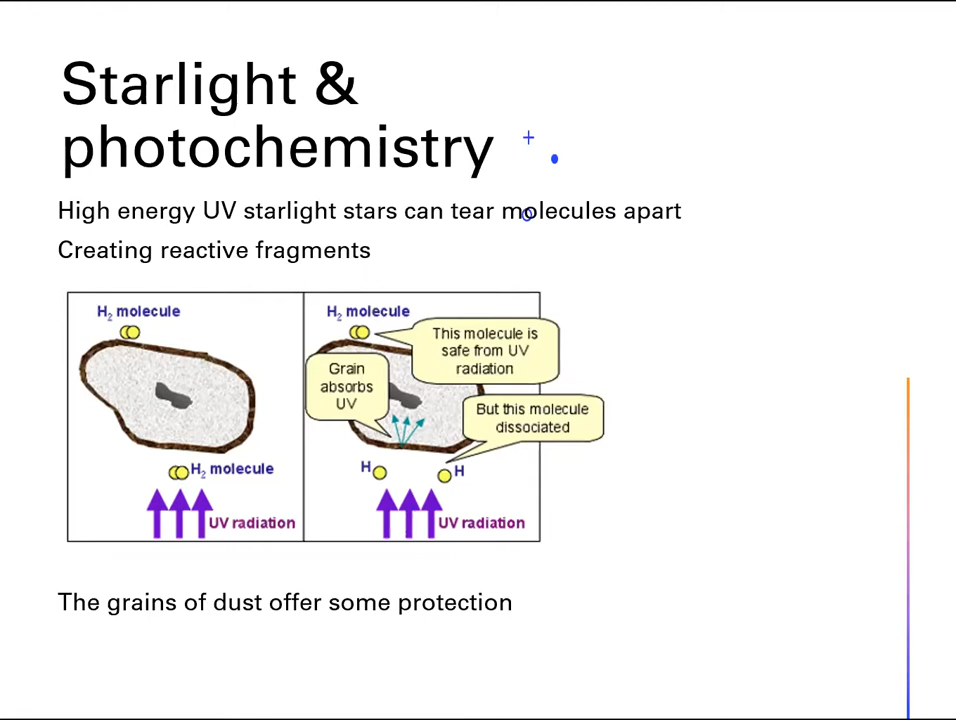 Starlight &
photochemistry
High energy UV starlight stars can tear molecules apart
Creating reactive fragments
H₂ molecule
H₂ molecule
UV radiation
H₂ molecule
This molecule is
safe from UV
radiation
Grain
absorbs
UV
But this molecule
dissociated
H
H
UV radiation
The grains of dust offer some protection